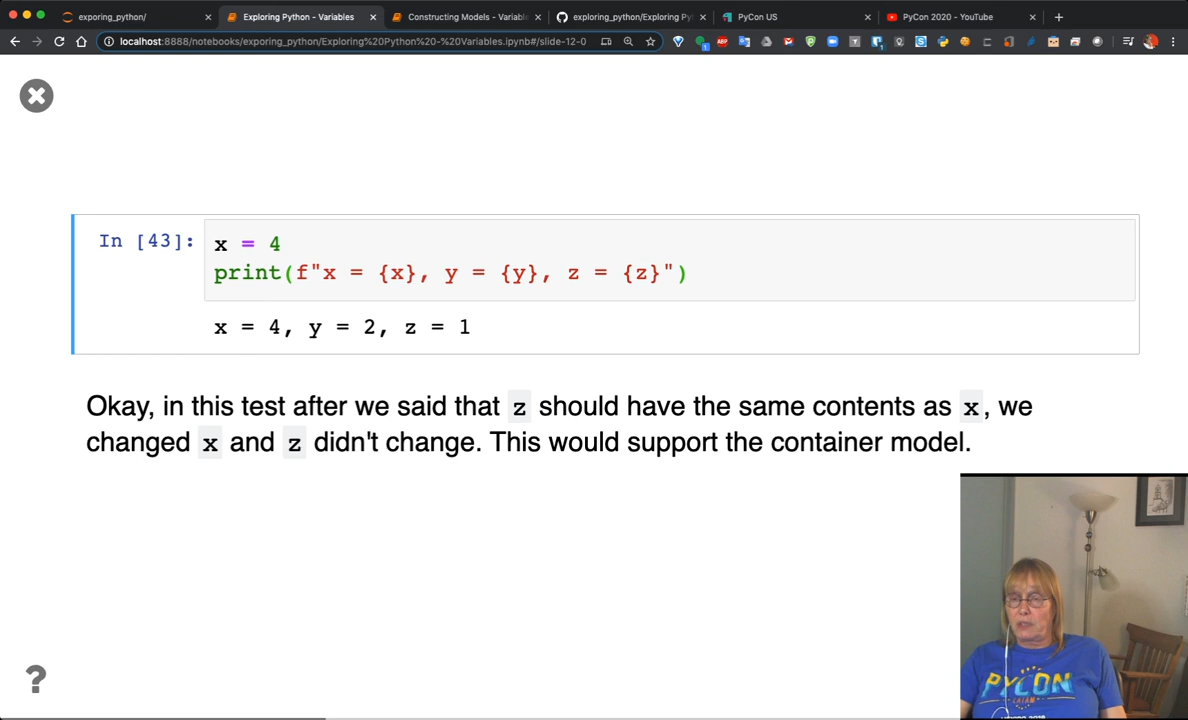 exporing_python/
Exploring Python - Variables
Constructing Models - Variabl
exploring_python/Exploring Py
PyCon US
PyCon 2020 - YouTube
localhost:8888/notebooks/exporing_python/Exploring%20Python%20-%20Variables.ipynb#/slide-12-0
In [43]:
x = 4
print(f"x = {x}, y = {y}, z = {z}")
x = 4, y = 2, z = 1
Okay, in this test after we said that z should have the same contents as x, we
changed x and z didn't change. This would support the container model.
PYCON
?